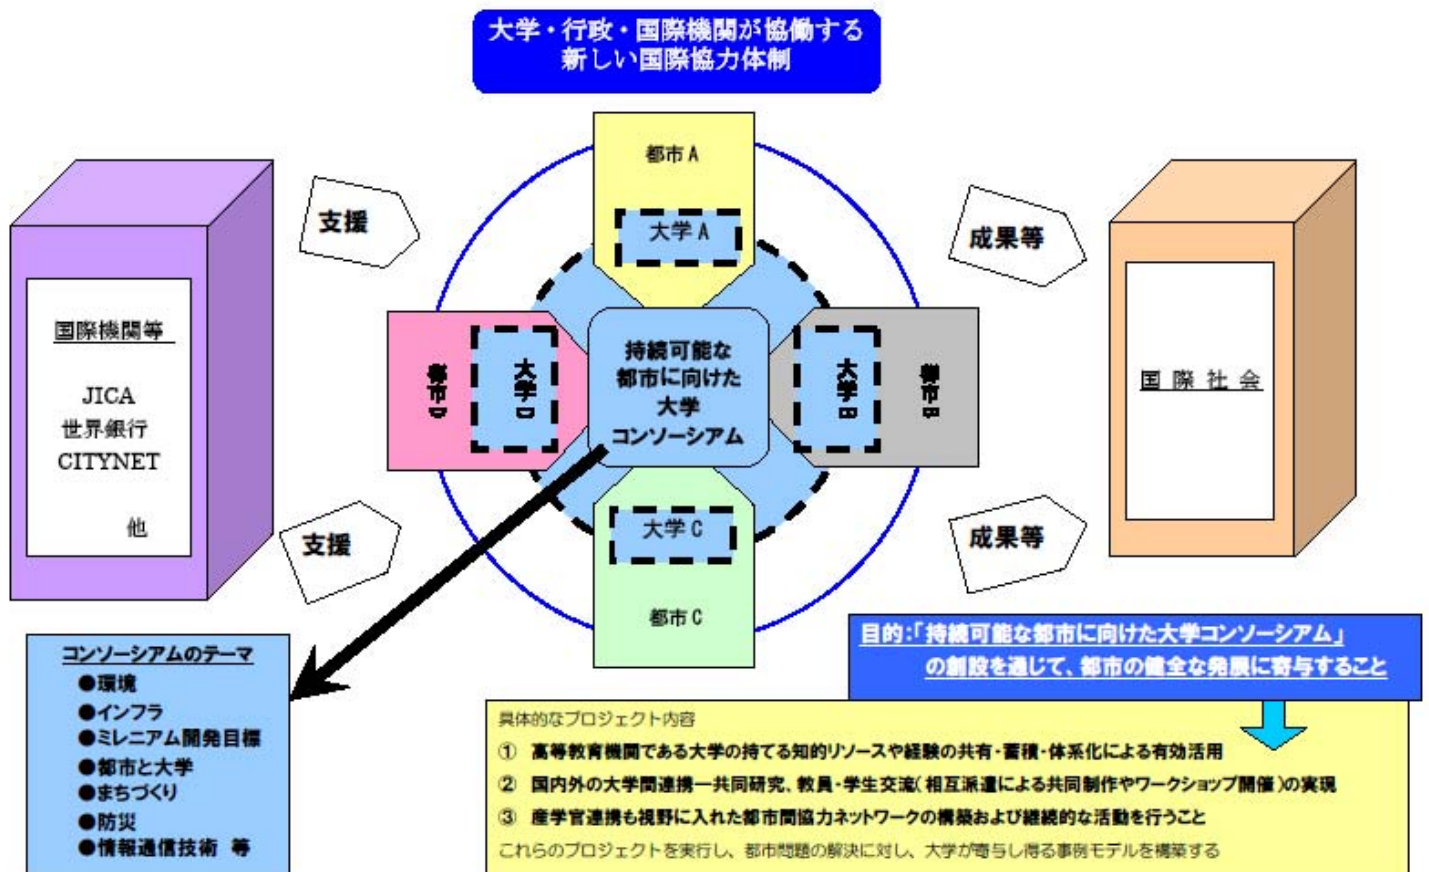 大学・行政・国際機関が協働する
新しい国際協力体制
都市A
大学A
支援
成果等
国際機関等
JICA
世界銀行
CITYNET
他
都市D
大学D
持続可能な
都市に向けた
大学
コンソーシアム
大学B
都市B
国際社会
支援
大学C
都市C
成果等
コンソーシアムのテーマ
●環境
●インフラ
●ミレニアム開発目標
●都市と大学
●まちづくり
●防災
●情報通信技術 等
目的:「持続可能な都市に向けた大学コンソーシアム」
の創設を通じて、都市の健全な発展に寄与すること
具体的なプロジェクト内容
① 高等教育機関である大学の持てる知的リソースや経験の共有・蓄積・体系化による有効活用
② 国内外の大学間連携ー共同研究、教員・学生交流(相互派遣による共同制作やワークショップ開催)の実現
③ 産学官連携も視野に入れた都市間協力ネットワークの構築および継続的な活動を行うこと
これらのプロジェクトを実行し、都市問題の解決に対し、大学が寄与し得る事例モデルを構築する